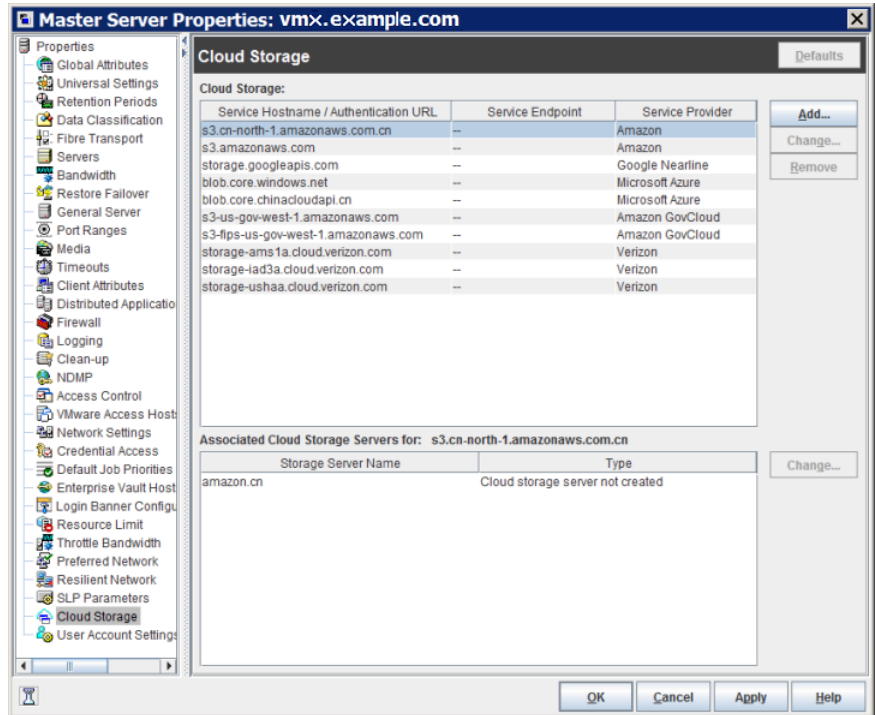 Master Server Properties: vmx.example.com
Properties
Global Attributes
Universal Settings
Retention Periods
Data Classification
Fibre Transport
Servers
Bandwidth
Restore Failover
General Server
Port Ranges
Media
Timeouts
Client Attributes
Distributed Applicatio
Firewall
Logging
Clean-up
NDMP
Access Control
VMware Access Hosts
Network Settings
Credential Access
Default Job Priorities
Enterprise Vault Host
Login Banner Configu
Resource Limit
Throttle Bandwidth
Preferred Network
Resilient Network
SLP Parameters
Cloud Storage
User Account Settings
Cloud Storage
Defaults
Cloud Storage:
Service Hostname / Authentication URL Service Endpoint Service Provider
s3.cn-north-1.amazonaws.com.cn -- Amazon
s3.amazonaws.com -- Amazon
storage.googleapis.com -- Google Nearline
blob.core.windows.net -- Microsoft Azure
blob.core.chinacloudapi.cn -- Microsoft Azure
s3-us-gov-west-1.amazonaws.com -- Amazon GovCloud
s3-fips-us-gov-west-1.amazonaws.com -- Amazon GovCloud
storage-ams1a.cloud.verizon.com -- Verizon
storage-iad3a.cloud.verizon.com -- Verizon
storage-ushaa.cloud.verizon.com -- Verizon
Add...
Change...
Remove
Associated Cloud Storage Servers for: s3.cn-north-1.amazonaws.com.cn
Storage Server Name Type
amazon.cn Cloud storage server not created
Change...
OK Cancel Apply Help